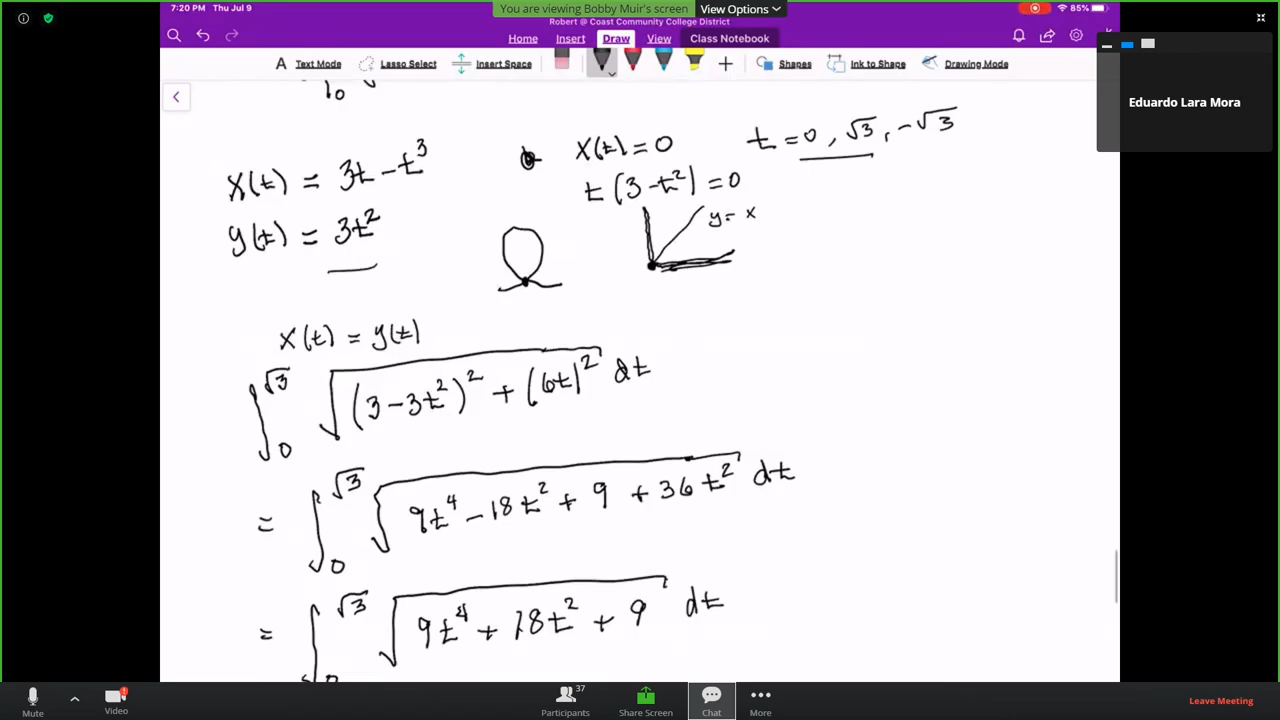 7:20 PM Thu Jul 9
You are viewing Bobby Muir's screen
View Options
85%
Robert @ Coast Community College District
Home Insert Draw View Class Notebook
Text Mode Lasso Select Insert Space Shapes Ink to Shape Drawing Mode
Eduardo Lara Mora
x(t) = 3t - t³
y(t) = 3t²
x(t) = 0
t(3 - t²) = 0
t = 0, √3, -√3
y = x
x(t) = y(t)
∫₀^√3 √((3 - 3t²)² + (6t)²) dt
= ∫₀^√3 √(9t⁴ - 18t² + 9 + 36t²) dt
= ∫₀^√3 √(9t⁴ + 18t² + 9) dt
Mute
Video
37
Participants
Share Screen
Chat
More
Leave Meeting